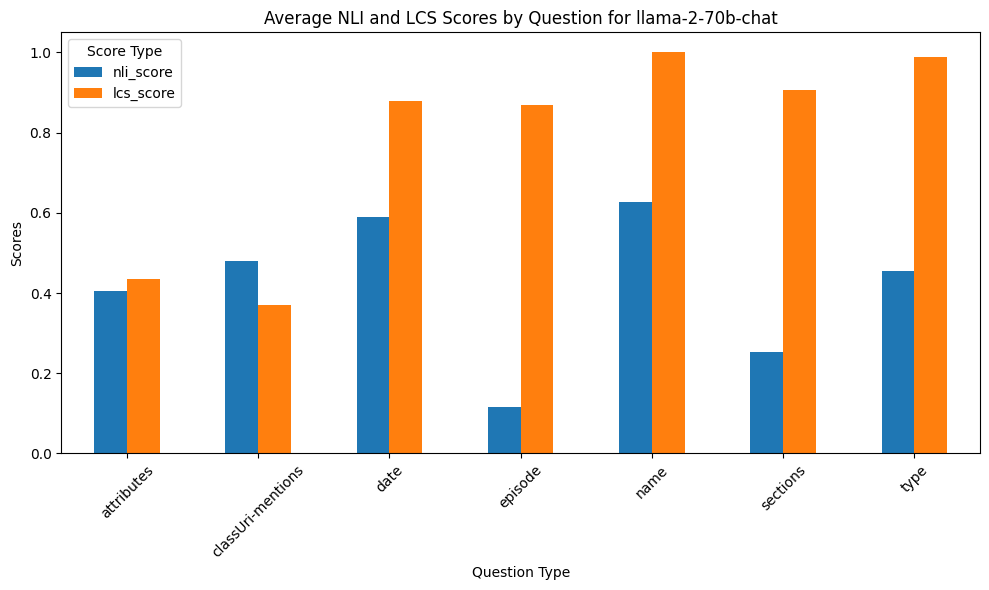 Average NLI and LCS Scores by Question for llama-2-70b-chat
Score Type
nli_score
lcs_score
Scores
1.0
0.8
0.6
0.4
0.2
0.0
attributes
classUri-mentions
date
episode
name
sections
type
Question Type